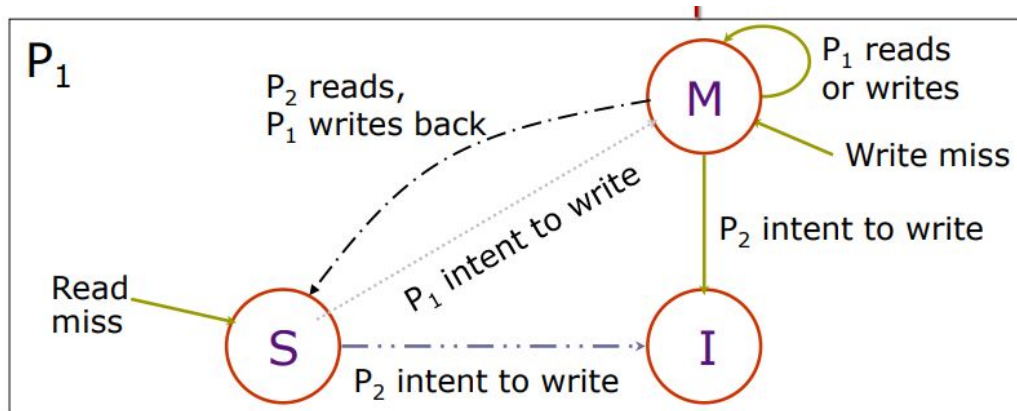 P₁
P₁ reads
or writes
P₂ reads,
P₁ writes back
M
Write miss
P₁ intent to write
P₂ intent to write
Read
miss
S
I
P₂ intent to write